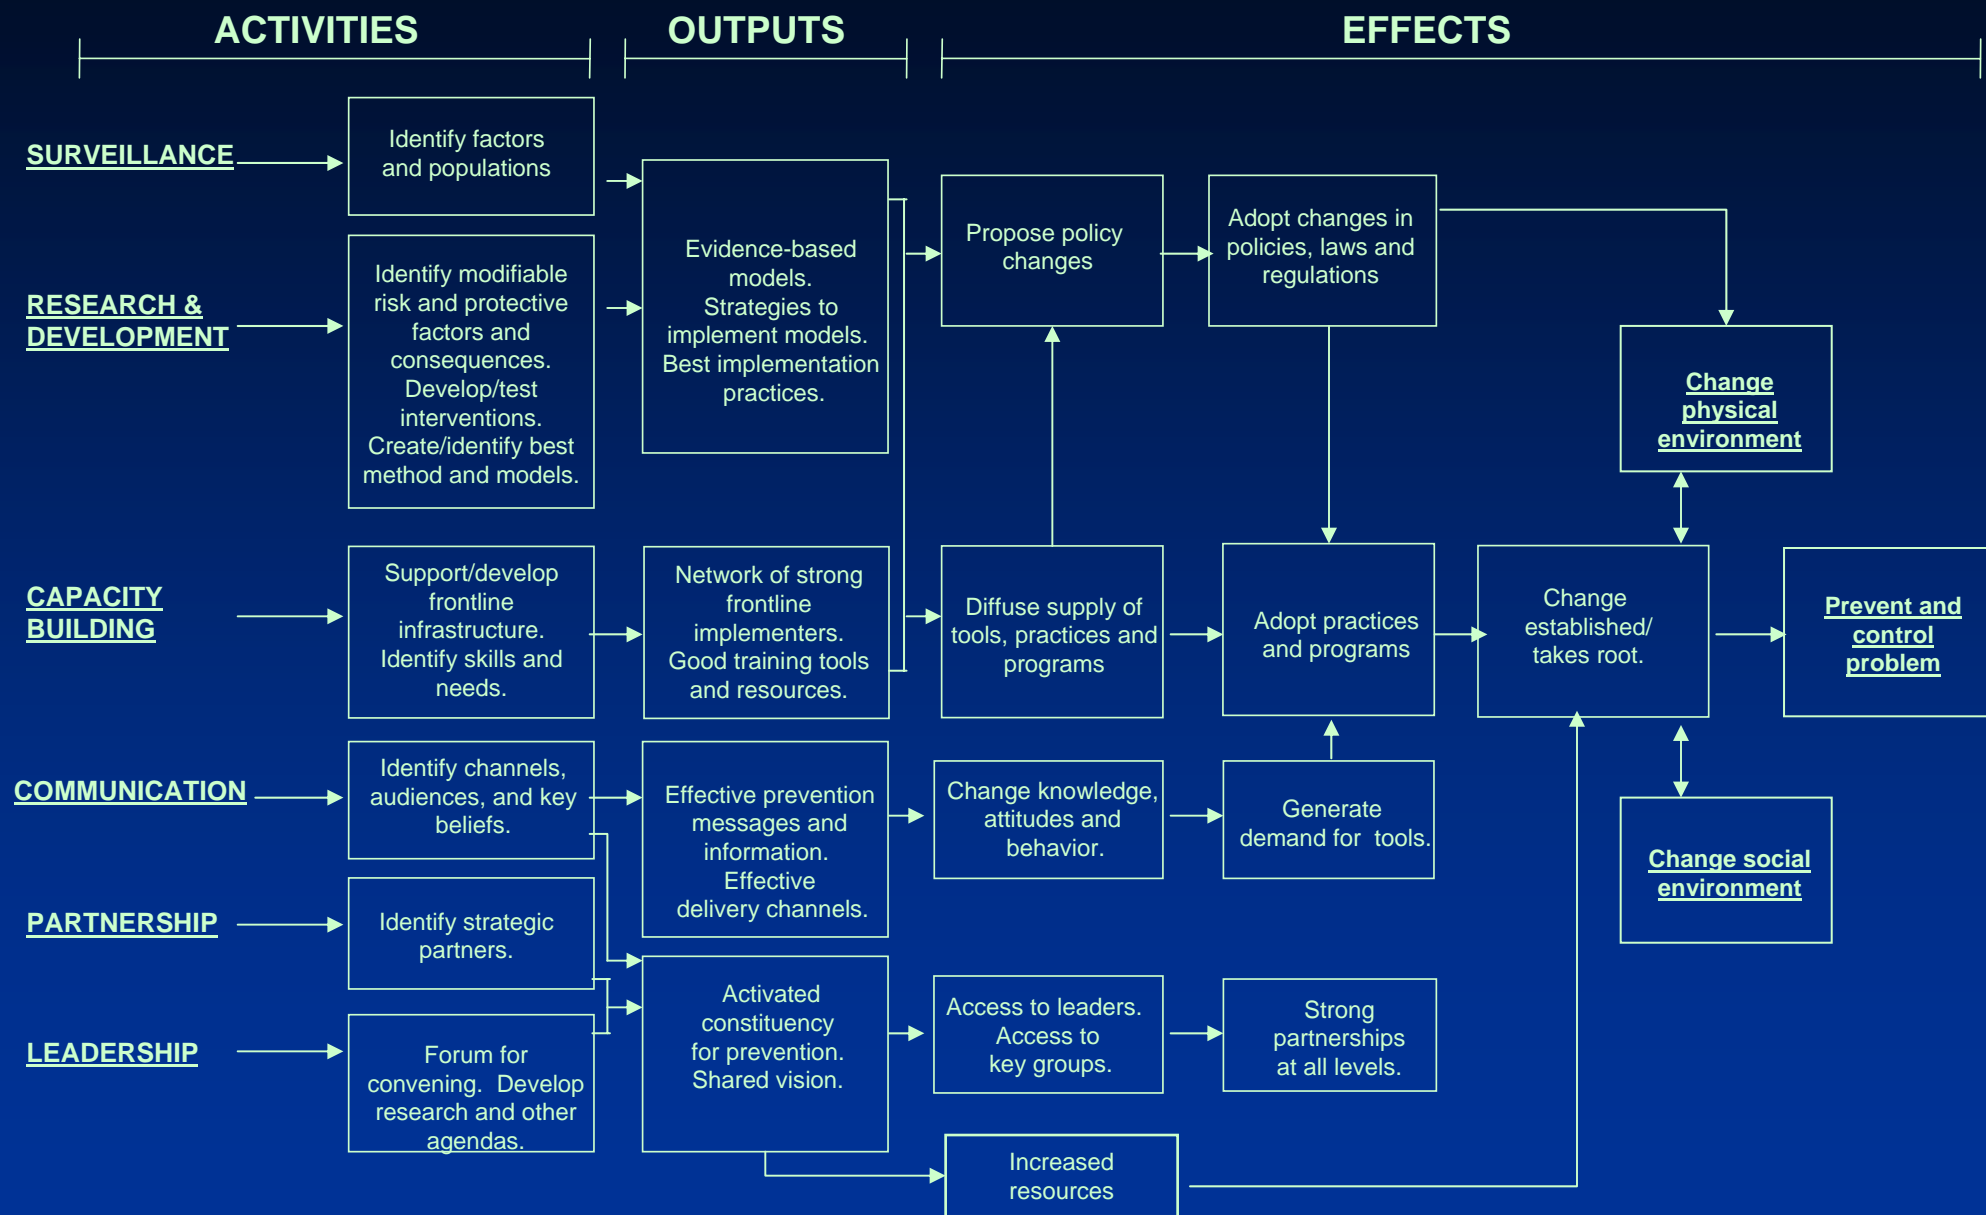 ACTIVITIES
OUTPUTS
EFFECTS
SURVEILLANCE
Identify factors
and populations
RESEARCH &
DEVELOPMENT
Identify modifiable
risk and protective
factors and
consequences.
Develop/test
interventions.
Create/identify best
method and models.
Evidence-based
models.
Strategies to
implement models.
Best implementation
practices.
Propose policy
changes
Adopt changes in
policies, laws and
regulations
Change
physical
environment
CAPACITY
BUILDING
Support/develop
frontline
infrastructure.
Identify skills and
needs.
Network of strong
frontline
implementers.
Good training tools
and resources.
Diffuse supply of
tools, practices and
programs
Adopt practices
and programs
Change
established/
takes root.
Prevent and
control
problem
COMMUNICATION
Identify channels,
audiences, and key
beliefs.
Effective prevention
messages and
information.
Effective
delivery channels.
Change knowledge,
attitudes and
behavior.
Generate
demand for  tools.
Change social
environment
PARTNERSHIP
Identify strategic
partners.
LEADERSHIP
Forum for
convening.  Develop
research and other
agendas.
Activated
constituency
for prevention.
Shared vision.
Access to leaders.
Access to
key groups.
Strong
partnerships
at all levels.
Increased
resources